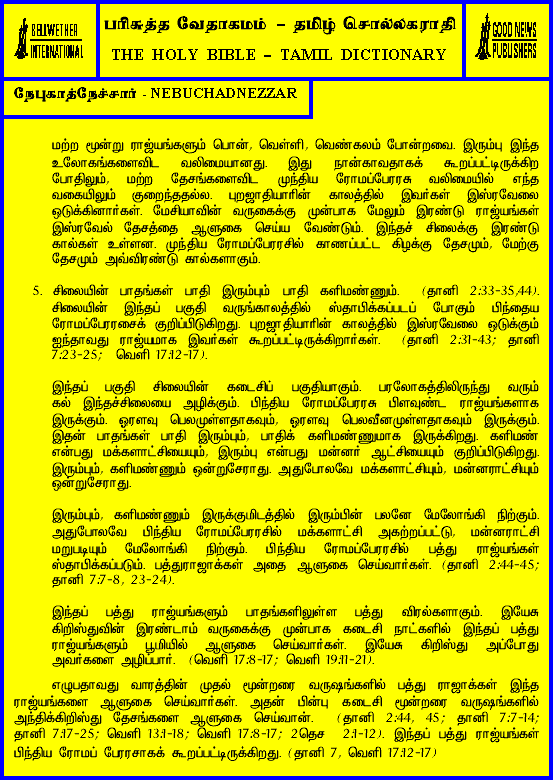 BELLWETHER
INTERNATIONAL
பரிசுத்த வேதாகமம் – தமிழ் சொல்லகராதி
THE HOLY BIBLE – TAMIL DICTIONARY
GOOD NEWS
PUBLISHERS
நேபுகாத்நேச்சார் - NEBUCHADNEZZAR
மற்ற மூன்று ராஜ்யங்களும் பொன், வெள்ளி, வெண்கலம் போன்றவை. இரும்பு இந்த
உலோகங்களைவிட வலிமையானது. இது நான்காவதாகக் கூறப்பட்டிருக்கிற
போதிலும், மற்ற தேசங்களைவிட முந்திய ரோமப்பேரரசு வலிமையில் எந்த
வகையிலும் குறைந்ததல்ல. புறஜாதியாரின் காலத்தில் இவர்கள் இஸ்ரவேலை
ஒடுக்கினார்கள். மேசியாவின் வருகைக்கு முன்பாக மேலும் இரண்டு ராஜ்யங்கள்
இஸ்ரவேல் தேசத்தை ஆளுகை செய்ய வேண்டும். இந்தச் சிலைக்கு இரண்டு
கால்கள் உள்ளன. முந்திய ரோமப்பேரரசில் காணப்பட்ட கிழக்கு தேசமும், மேற்கு
தேசமும் அவ்விரண்டு கால்களாகும்.
5. சிலையின் பாதங்கள் பாதி இரும்பும் பாதி களிமண்ணும். (தானி 2:33-35,44).
சிலையின் இந்தப் பகுதி வருங்காலத்தில் ஸ்தாபிக்கப்படப் போகும் பிந்தைய
ரோமப்பேரரசைக் குறிப்பிடுகிறது. புறஜாதியாரின் காலத்தில் இஸ்ரவேலை ஒடுக்கும்
ஐந்தாவது ராஜ்யமாக இவர்கள் கூறப்பட்டிருக்கிறார்கள். (தானி 2:31-43; தானி
7:23-25; வெளி 17:12-17).
இந்தப் பகுதி சிலையின் கடைசிப் பகுதியாகும். பரலோகத்திலிருந்து வரும்
கல் இந்தச்சிலையை அழிக்கும். பிந்திய ரோமப்பேரரசு பிளவுண்ட ராஜ்யங்களாக
இருக்கும். ஓரளவு பெலமுள்ளதாகவும், ஓரளவு பெலவீனமுள்ளதாகவும் இருக்கும்.
இதன் பாதங்கள் பாதி இரும்பும், பாதிக் களிமண்ணுமாக இருக்கிறது. களிமண்
என்பது மக்களாட்சியையும், இரும்பு என்பது மன்னர் ஆட்சியையும் குறிப்பிடுகிறது.
இரும்பும், களிமண்ணும் ஒன்றுசேராது. அதுபோலவே மக்களாட்சியும், மன்னராட்சியும்
ஒன்றுசேராது.
இரும்பும், களிமண்ணும் இருக்குமிடத்தில் இரும்பின் பலனே மேலோங்கி நிற்கும்.
அதுபோலவே பிந்திய ரோமப்பேரரசில் மக்களாட்சி அகற்றப்பட்டு, மன்னராட்சி
மறுபடியும் மேலோங்கி நிற்கும். பிந்திய ரோமப்பேரரசில் பத்து ராஜ்யங்கள்
ஸ்தாபிக்கப்படும். பத்துராஜாக்கள் அதை ஆளுகை செய்வார்கள். (தானி 2:44-45;
தானி 7:7-8, 23-24).
இந்தப் பத்து ராஜ்யங்களும் பாதங்களிலுள்ள பத்து விரல்களாகும். இயேசு
கிறிஸ்துவின் இரண்டாம் வருகைக்கு முன்பாக கடைசி நாட்களில் இந்தப் பத்து
ராஜ்யங்களும் பூமியில் ஆளுகை செய்வார்கள். இயேசு கிறிஸ்து அப்போது
அவர்களை அழிப்பார். (வெளி 17:8-17; வெளி 19:11-21).
எழுபதாவது வாரத்தின் முதல் மூன்றரை வருஷங்களில் பத்து ராஜாக்கள் இந்த
ராஜ்யங்களை ஆளுகை செய்வார்கள். அதன் பின்பு கடைசி மூன்றரை வருஷங்களில்
அந்திக்கிறிஸ்து தேசங்களை ஆளுகை செய்வான். (தானி 2:44, 45; தானி 7:7-14;
தானி 7:17-25; வெளி 13:1-18; வெளி 17:8-17; 2தெச 2:1-12). இந்தப் பத்து ராஜ்யங்கள்
பிந்திய ரோமப் பேரரசாகக் கூறப்பட்டிருக்கிறது. (தானி 7, வெளி 17:12-17)